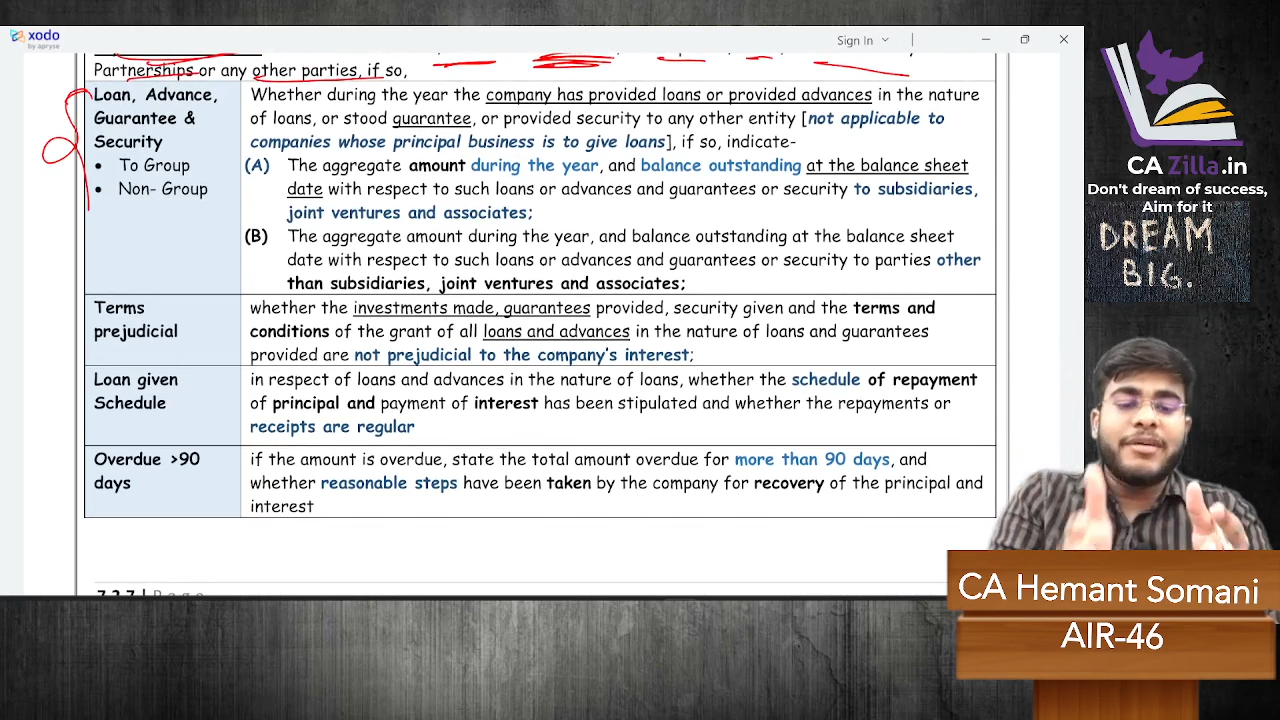 xodo
by apryse
Sign In
Partnerships or any other parties, if so,
Loan, Advance,
Guarantee &
Security
• To Group
• Non- Group
Whether during the year the company has provided loans or provided advances in the nature
of loans, or stood guarantee, or provided security to any other entity [not applicable to
companies whose principal business is to give loans], if so, indicate-
(A) The aggregate amount during the year, and balance outstanding at the balance sheet
date with respect to such loans or advances and guarantees or security to subsidiaries,
joint ventures and associates;
(B) The aggregate amount during the year, and balance outstanding at the balance sheet
date with respect to such loans or advances and guarantees or security to parties other
than subsidiaries, joint ventures and associates;
Terms
prejudicial
whether the investments made, guarantees provided, security given and the terms and
conditions of the grant of all loans and advances in the nature of loans and guarantees
provided are not prejudicial to the company's interest;
Loan given
Schedule
in respect of loans and advances in the nature of loans, whether the schedule of repayment
of principal and payment of interest has been stipulated and whether the repayments or
receipts are regular
Overdue >90
days
if the amount is overdue, state the total amount overdue for more than 90 days, and
whether reasonable steps have been taken by the company for recovery of the principal and
interest
CA Zilla.in
Don't dream of success,
Aim for it
DREAM
BIG.
CA Hemant Somani
AIR-46